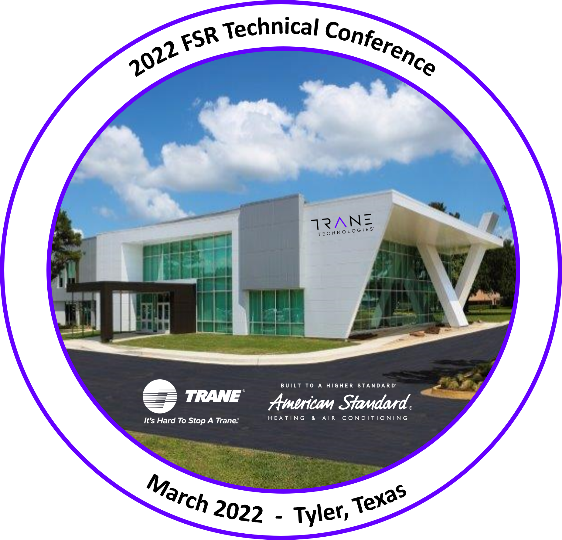 2022 FSR Technical Conference
TRANE
TECHNOLOGIES
BUILT TO A HIGHER STANDARD
TRANE
American Standard
It's Hard To Stop A Trane.
HEATING & AIR CONDITIONING
March 2022 - Tyler, Texas